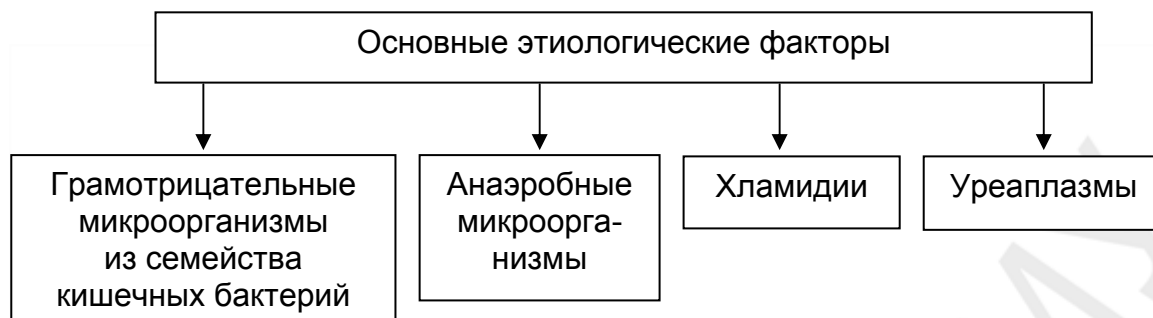 Основные этиологические факторы
Грамотрицательные
микроорганизмы
из семейства
кишечных бактерий
Анаэробные
микроорга-
низмы
Хламидии
Уреаплазмы